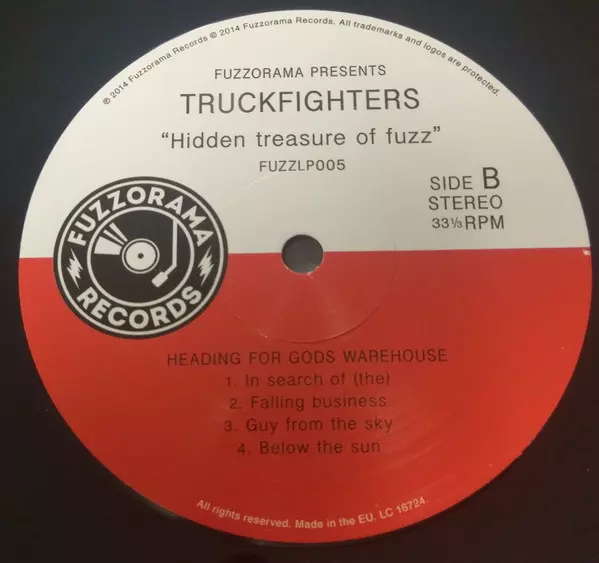 ℗ 2014 Fuzzorama Records © 2014 Fuzzorama Records. All trademarks and logos are protected.
FUZZORAMA PRESENTS
TRUCKFIGHTERS
“Hidden treasure of fuzz”
FUZZLP005
SIDE B
STEREO
33⅓ RPM
FUZZORAMA
RECORDS
HEADING FOR GODS WAREHOUSE
1. In search of (the)
2. Falling business
3. Guy from the sky
4. Below the sun
All rights reserved. Made in the EU. LC 16724